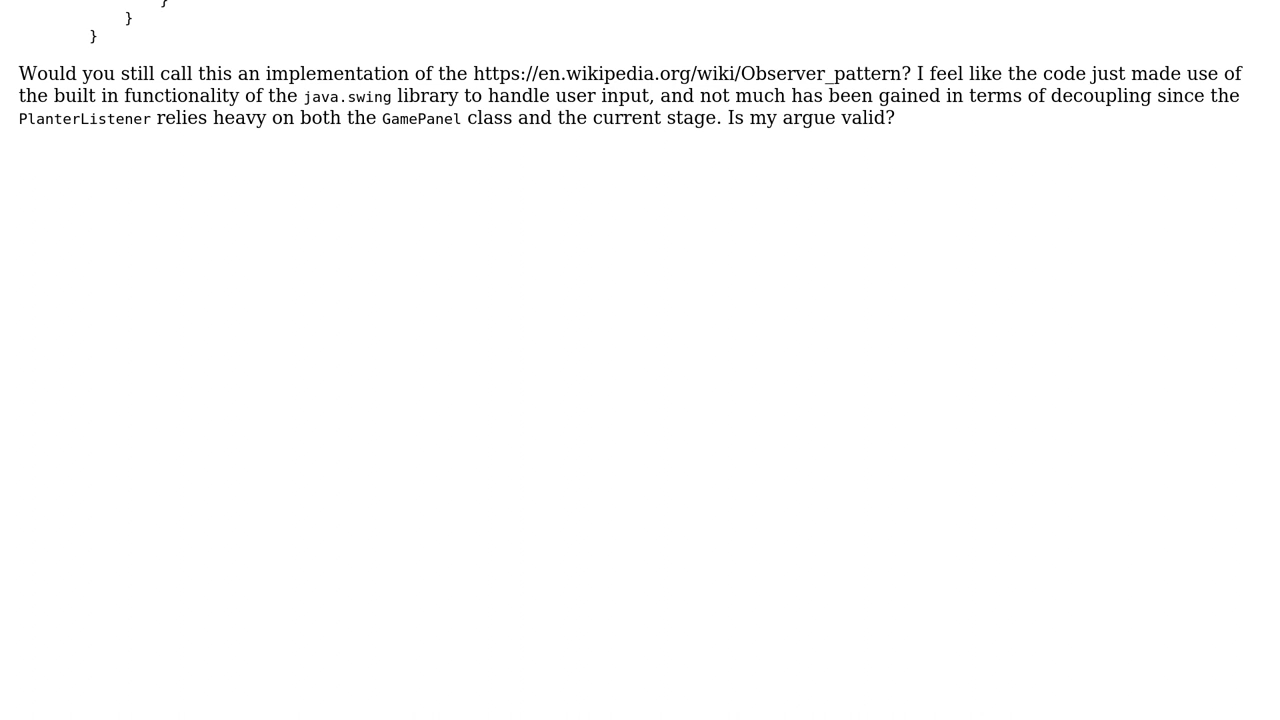 }
}
}
Would you still call this an implementation of the https://en.wikipedia.org/wiki/Observer_pattern? I feel like the code just made use of
the built in functionality of the java.swing library to handle user input, and not much has been gained in terms of decoupling since the
PlanterListener relies heavy on both the GamePanel class and the current stage. Is my argue valid?